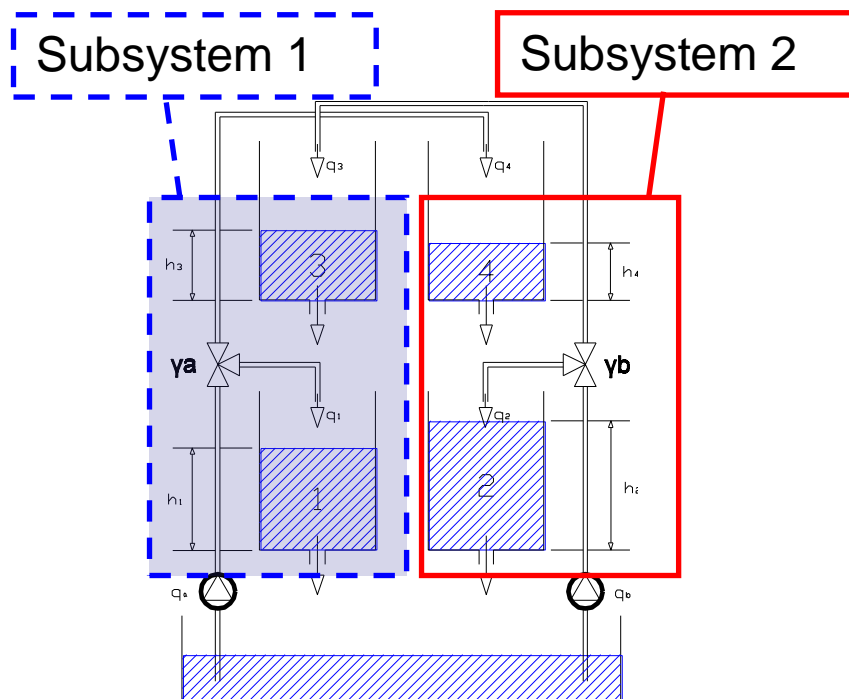 Subsystem 1
Subsystem 2
q₃
q₄
h₃
3
4
h₄
γa
γb
q₁
q₂
h₁
1
2
h₂
qₐ
q_b